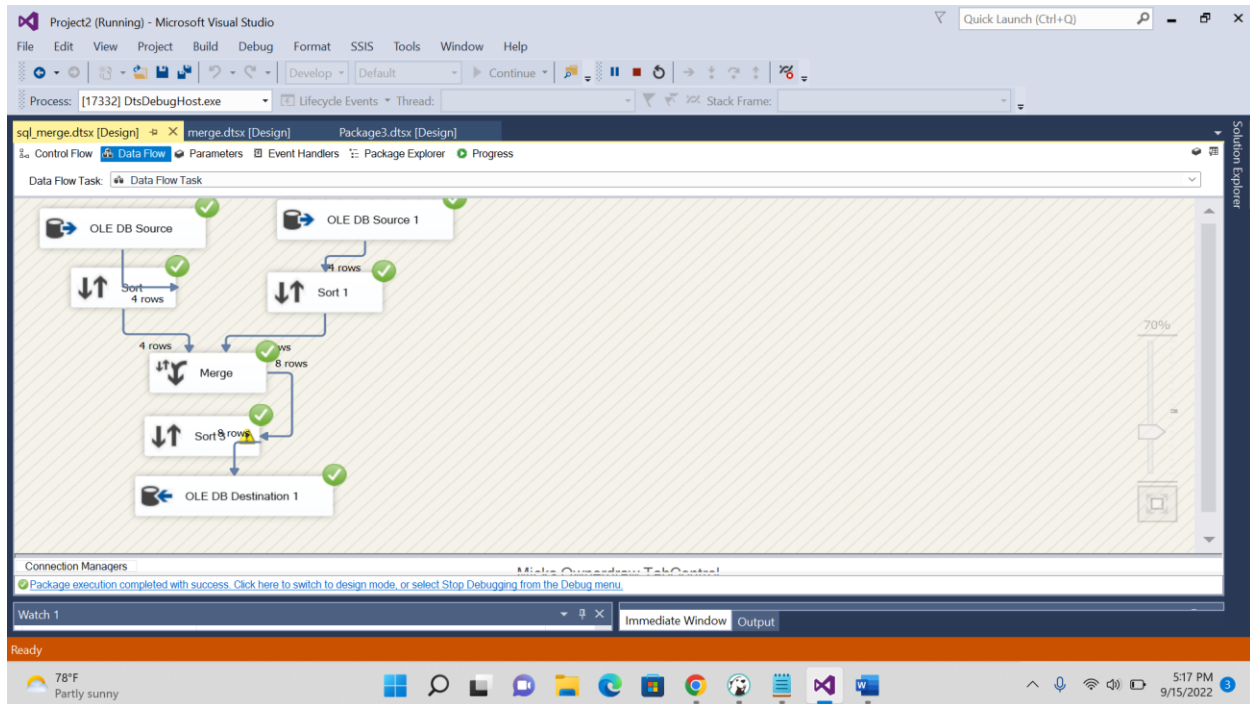 Project2 (Running) - Microsoft Visual Studio
Quick Launch (Ctrl+Q)
File Edit View Project Build Debug Format SSIS Tools Window Help
Develop Default Continue
Process: [17332] DtsDebugHost.exe Lifecycle Events Thread: Stack Frame:
sql_merge.dtsx [Design] merge.dtsx [Design] Package3.dtsx [Design]
Control Flow Data Flow Parameters Event Handlers Package Explorer Progress
Data Flow Task: Data Flow Task
Solution Explorer
OLE DB Source
OLE DB Source 1
rows
Sort
4 rows
Sort 1
70%
4 rows
ws
Merge
8 rows
Sort
rows
OLE DB Destination 1
Connection Managers
Package execution completed with success. Click here to switch to design mode, or select Stop Debugging from the Debug menu.
Watch 1
Immediate Window Output
Ready
78°F
Partly sunny
5:17 PM
9/15/2022
3